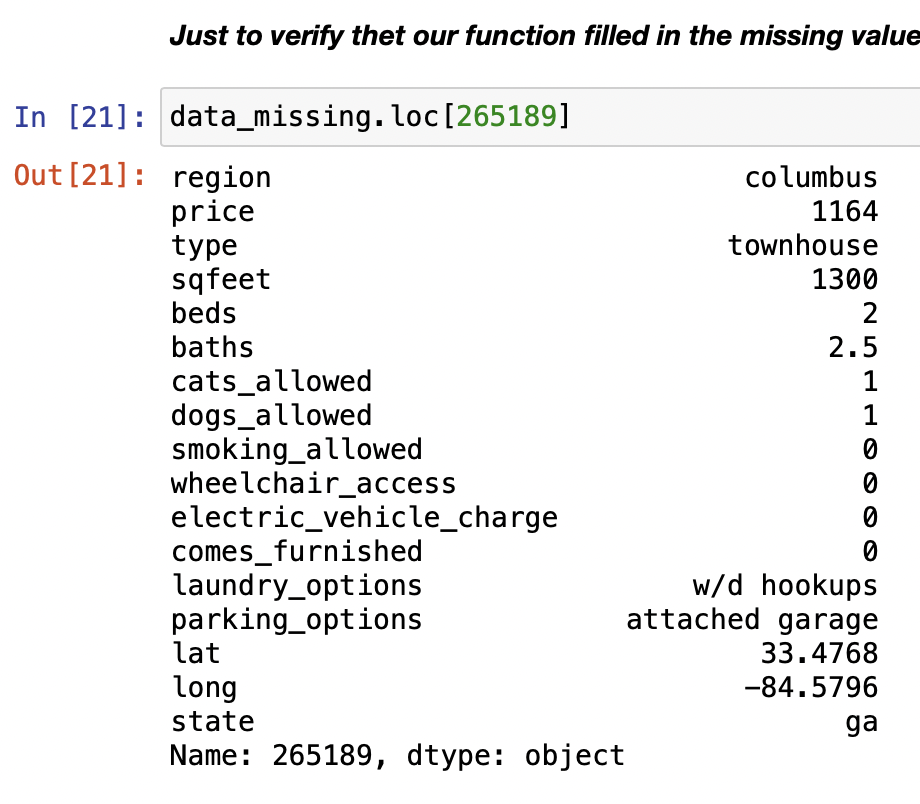 Just to verify thet our function filled in the missing value
In [21]: data_missing.loc[265189]
Out[21]: region columbus
price 1164
type townhouse
sqfeet 1300
beds 2
baths 2.5
cats_allowed 1
dogs_allowed 1
smoking_allowed 0
wheelchair_access 0
electric_vehicle_charge 0
comes_furnished 0
laundry_options w/d hookups
parking_options attached garage
lat 33.4768
long -84.5796
state ga
Name: 265189, dtype: object